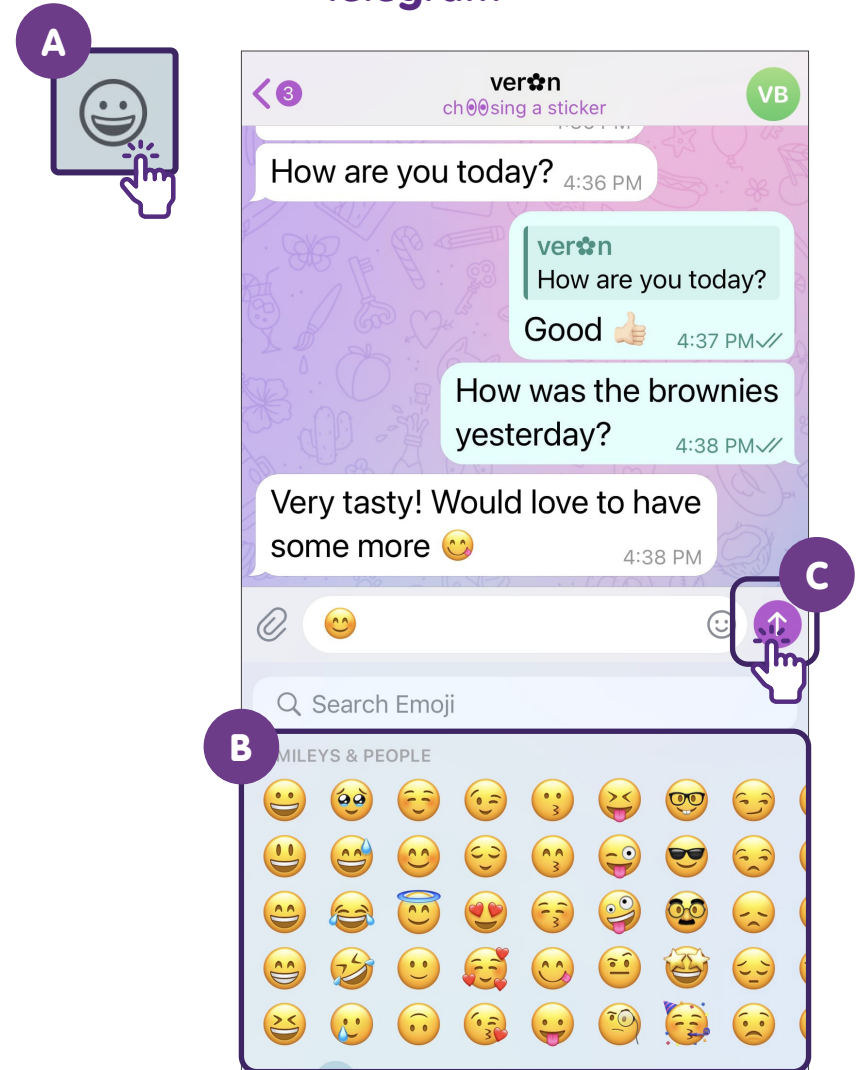 Telegram
A
3
ver✿n
ch👁👁sing a sticker
VB
How are you today? 4:36 PM
ver✿n
How are you today?
Good 👍🏻 4:37 PM
How was the brownies
yesterday? 4:38 PM
Very tasty! Would love to have
some more 😋 4:38 PM
C
😊
Search Emoji
B
MILEYS & PEOPLE